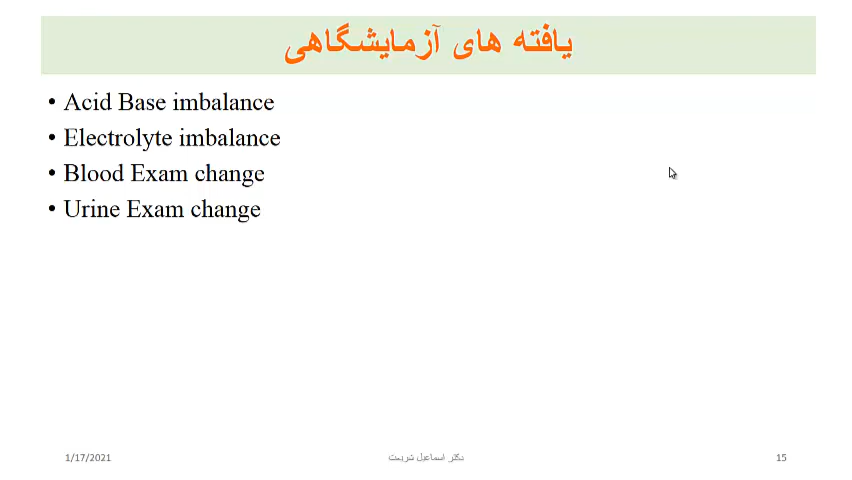 یافته های آزمایشگاهی
• Acid Base imbalance
• Electrolyte imbalance
• Blood Exam change
• Urine Exam change
1/17/2021
دکتر اسماعیل شریعت
15